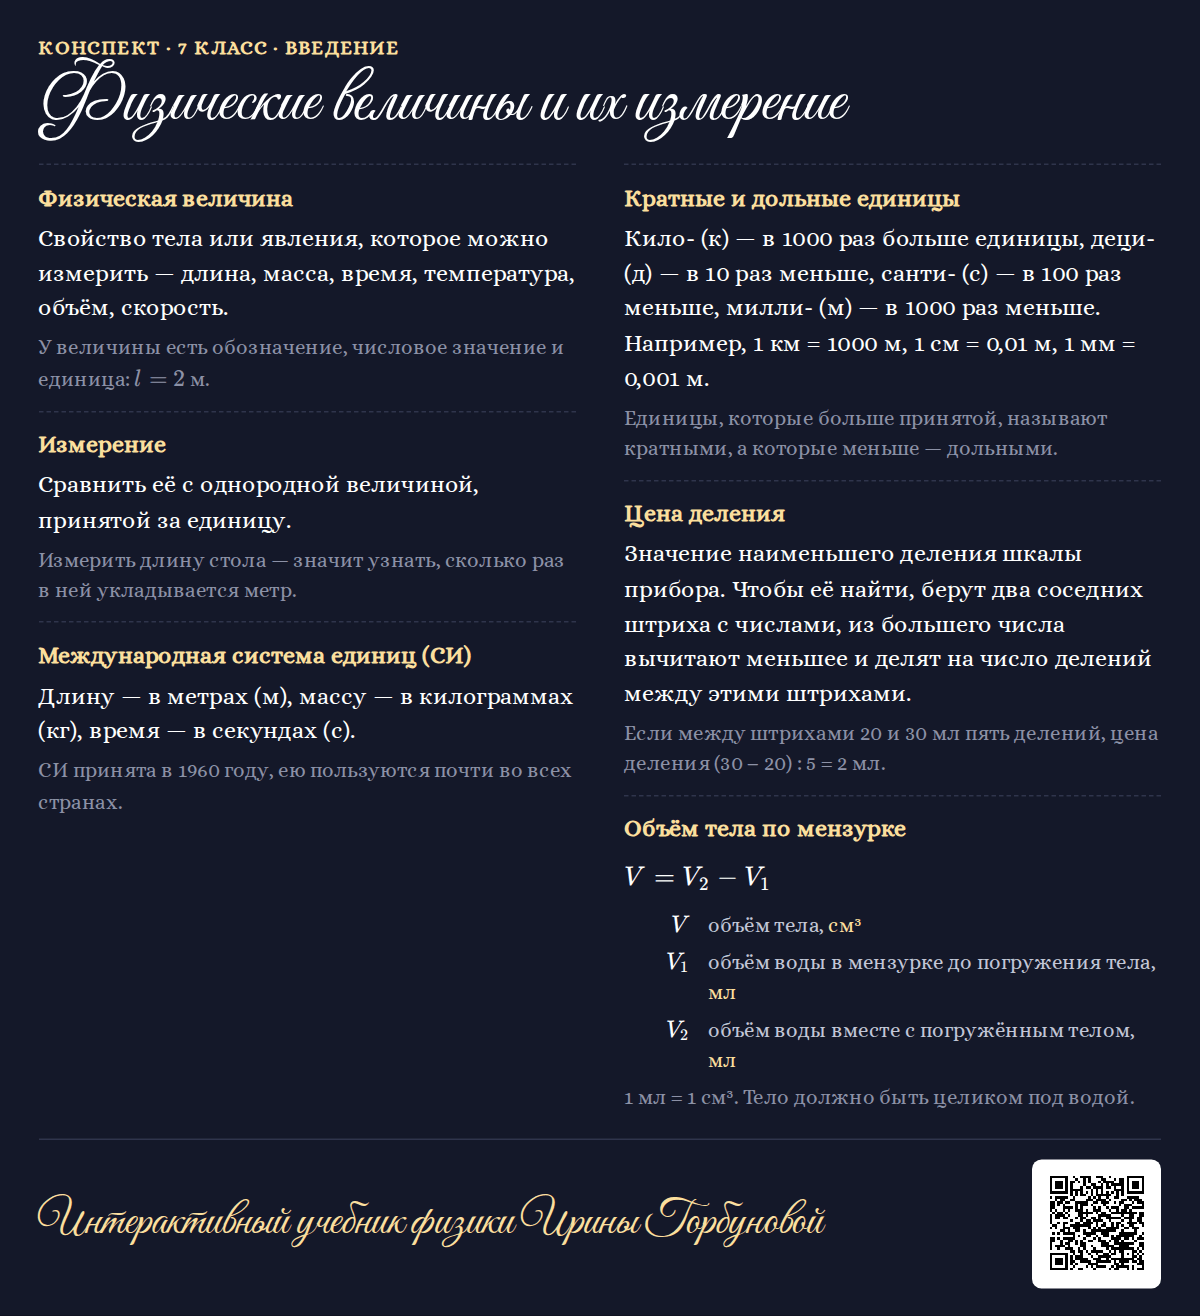 КОНСПЕКТ · 7 КЛАСС · ВВЕДЕНИЕ
Физические величины и их измерение
Физическая величина
Свойство тела или явления, которое можно
измерить — длина, масса, время, температура,
объём, скорость.
У величины есть обозначение, числовое значение и
единица: l = 2 м.
Измерение
Сравнить её с однородной величиной,
принятой за единицу.
Измерить длину стола — значит узнать, сколько раз
в ней укладывается метр.
Международная система единиц (СИ)
Длину — в метрах (м), массу — в килограммах
(кг), время — в секундах (с).
СИ принята в 1960 году, ею пользуются почти во всех
странах.
Кратные и дольные единицы
Кило- (к) — в 1000 раз больше единицы, деци-
(д) — в 10 раз меньше, санти- (с) — в 100 раз
меньше, милли- (м) — в 1000 раз меньше.
Например, 1 км = 1000 м, 1 см = 0,01 м, 1 мм =
0,001 м.
Единицы, которые больше принятой, называют
кратными, а которые меньше — дольными.
Цена деления
Значение наименьшего деления шкалы
прибора. Чтобы её найти, берут два соседних
штриха с числами, из большего числа
вычитают меньшее и делят на число делений
между этими штрихами.
Если между штрихами 20 и 30 мл пять делений, цена
деления (30 – 20) : 5 = 2 мл.
Объём тела по мензурке
V = V₂ − V₁
V объём тела, см³
V₁ объём воды в мензурке до погружения тела,
мл
V₂ объём воды вместе с погружённым телом,
мл
1 мл = 1 см³. Тело должно быть целиком под водой.
Интерактивный учебник физики Ирины Горбуновой